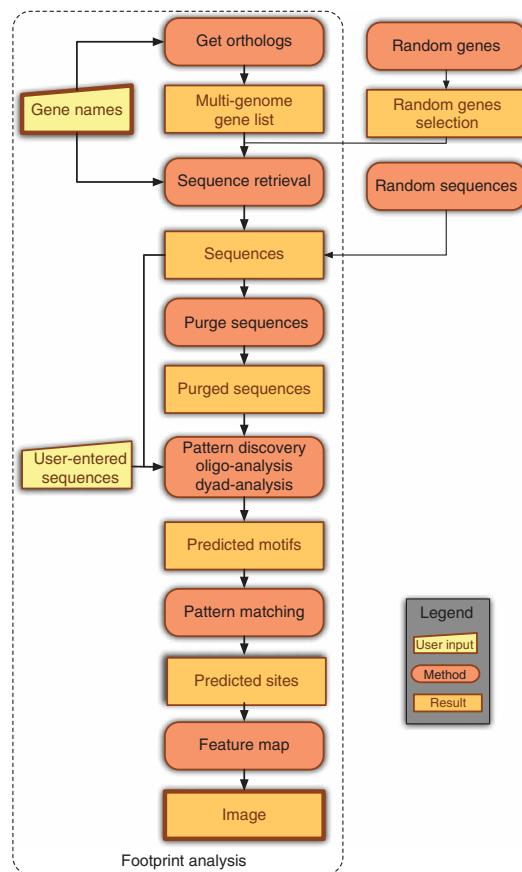 Get orthologs
Random genes
Gene names
Multi-genome
gene list
Random genes
selection
Sequence retrieval
Random sequences
Sequences
Purge sequences
Purged sequences
User-entered
sequences
Pattern discovery
oligo-analysis
dyad-analysis
Predicted motifs
Pattern matching
Predicted sites
Feature map
Image
Footprint analysis
Legend
User input
Method
Result